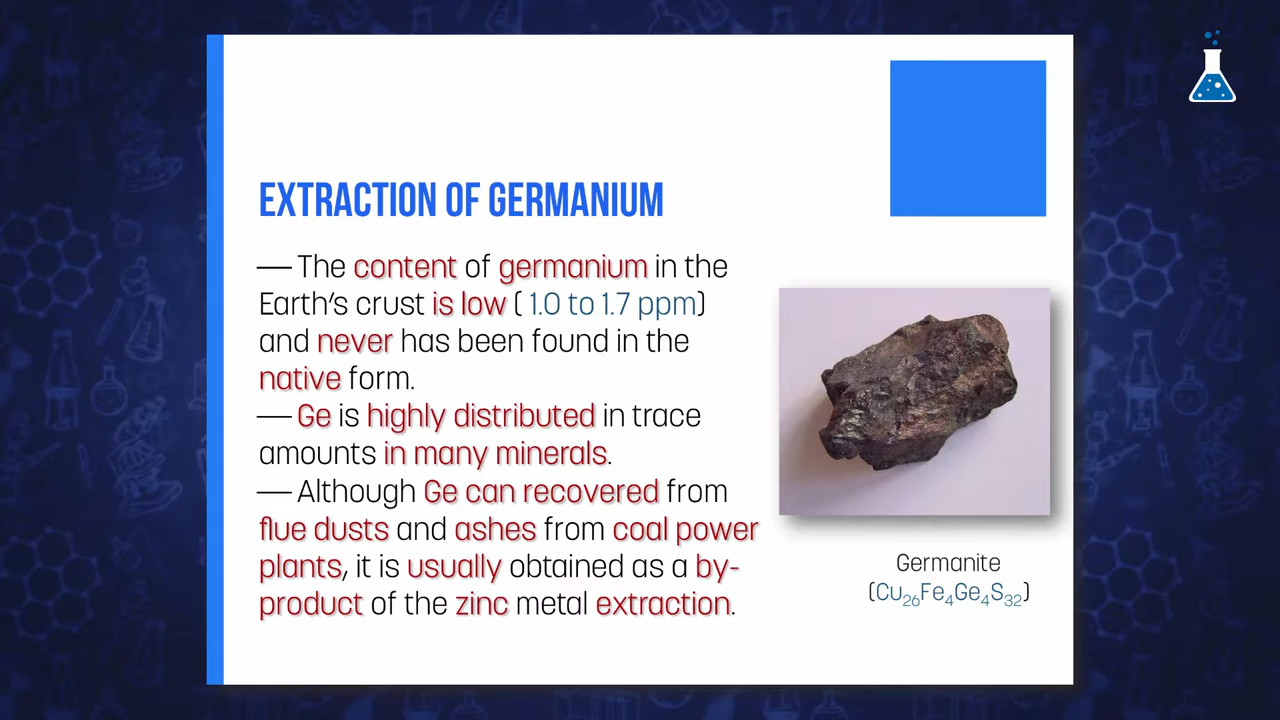 EXTRACTION OF GERMANIUM
— The content of germanium in the
Earth's crust is low ( 1.0 to 1.7 ppm)
and never has been found in the
native form.
— Ge is highly distributed in trace
amounts in many minerals.
— Although Ge can recovered from
flue dusts and ashes from coal power
plants, it is usually obtained as a by-
product of the zinc metal extraction.
Germanite
(Cu₂₆Fe₄Ge₄S₃₂)